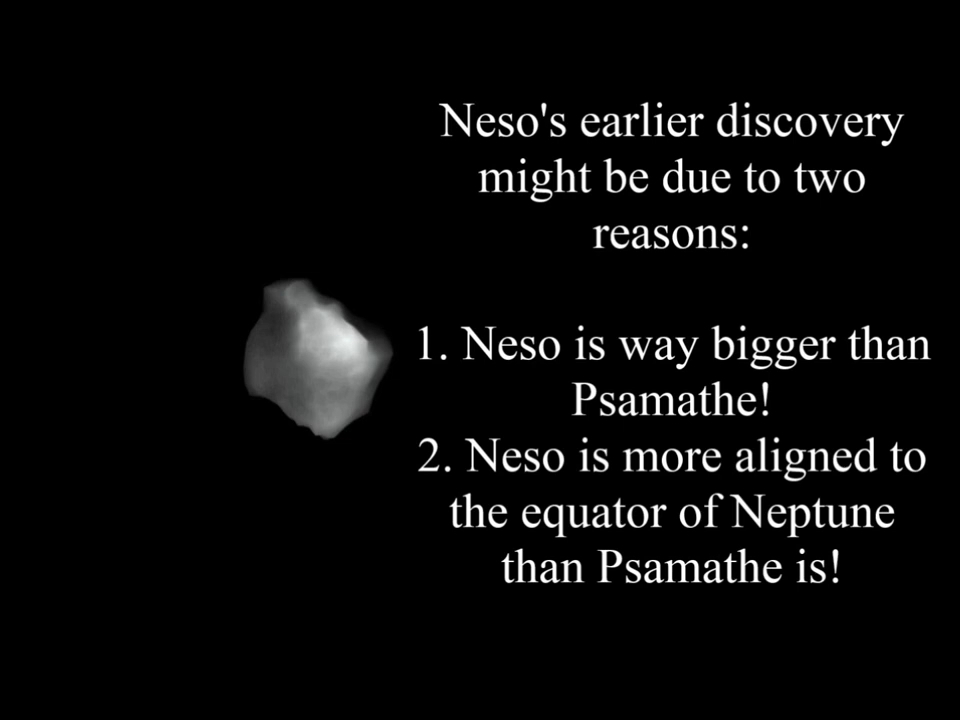 Neso's earlier discovery
might be due to two
reasons:
1. Neso is way bigger than
Psamathe!
2. Neso is more aligned to
the equator of Neptune
than Psamathe is!